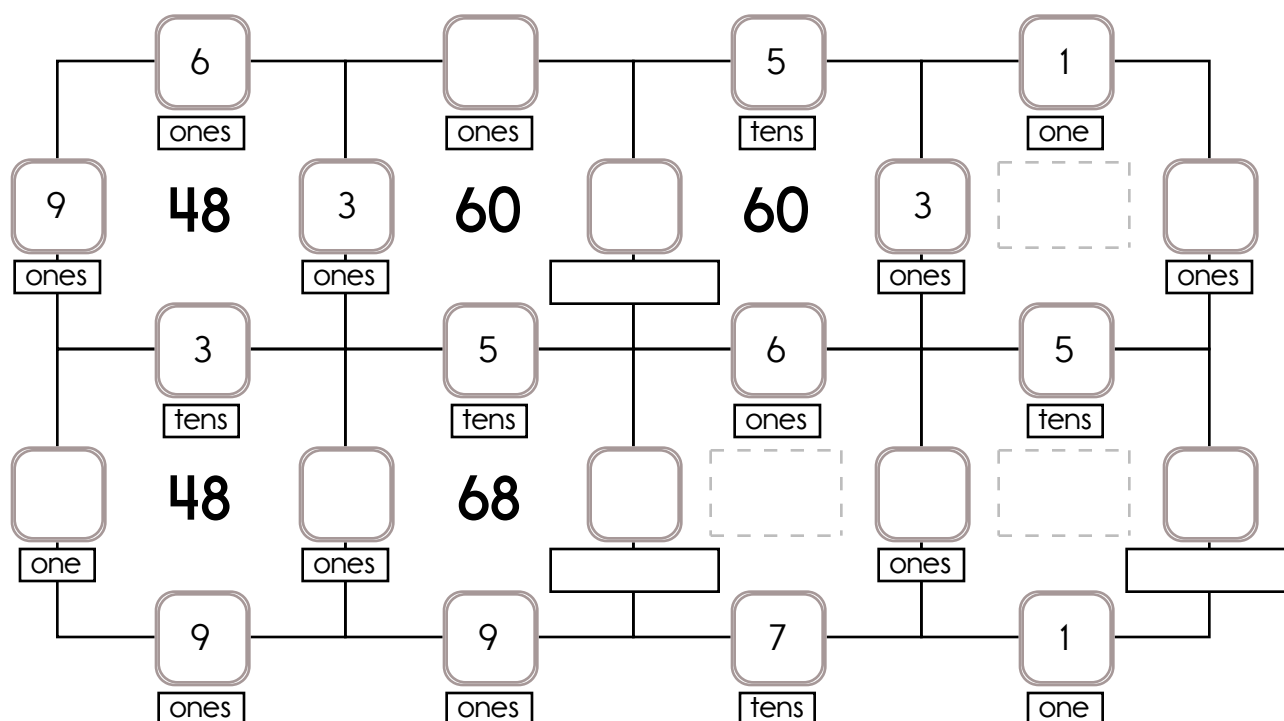 6 5 1
ones ones tens one
9 48 3 60 60 3
ones ones ones ones
3 5 6 5
tens tens ones tens
48 68
one ones ones
9 9 7 1
ones ones tens one